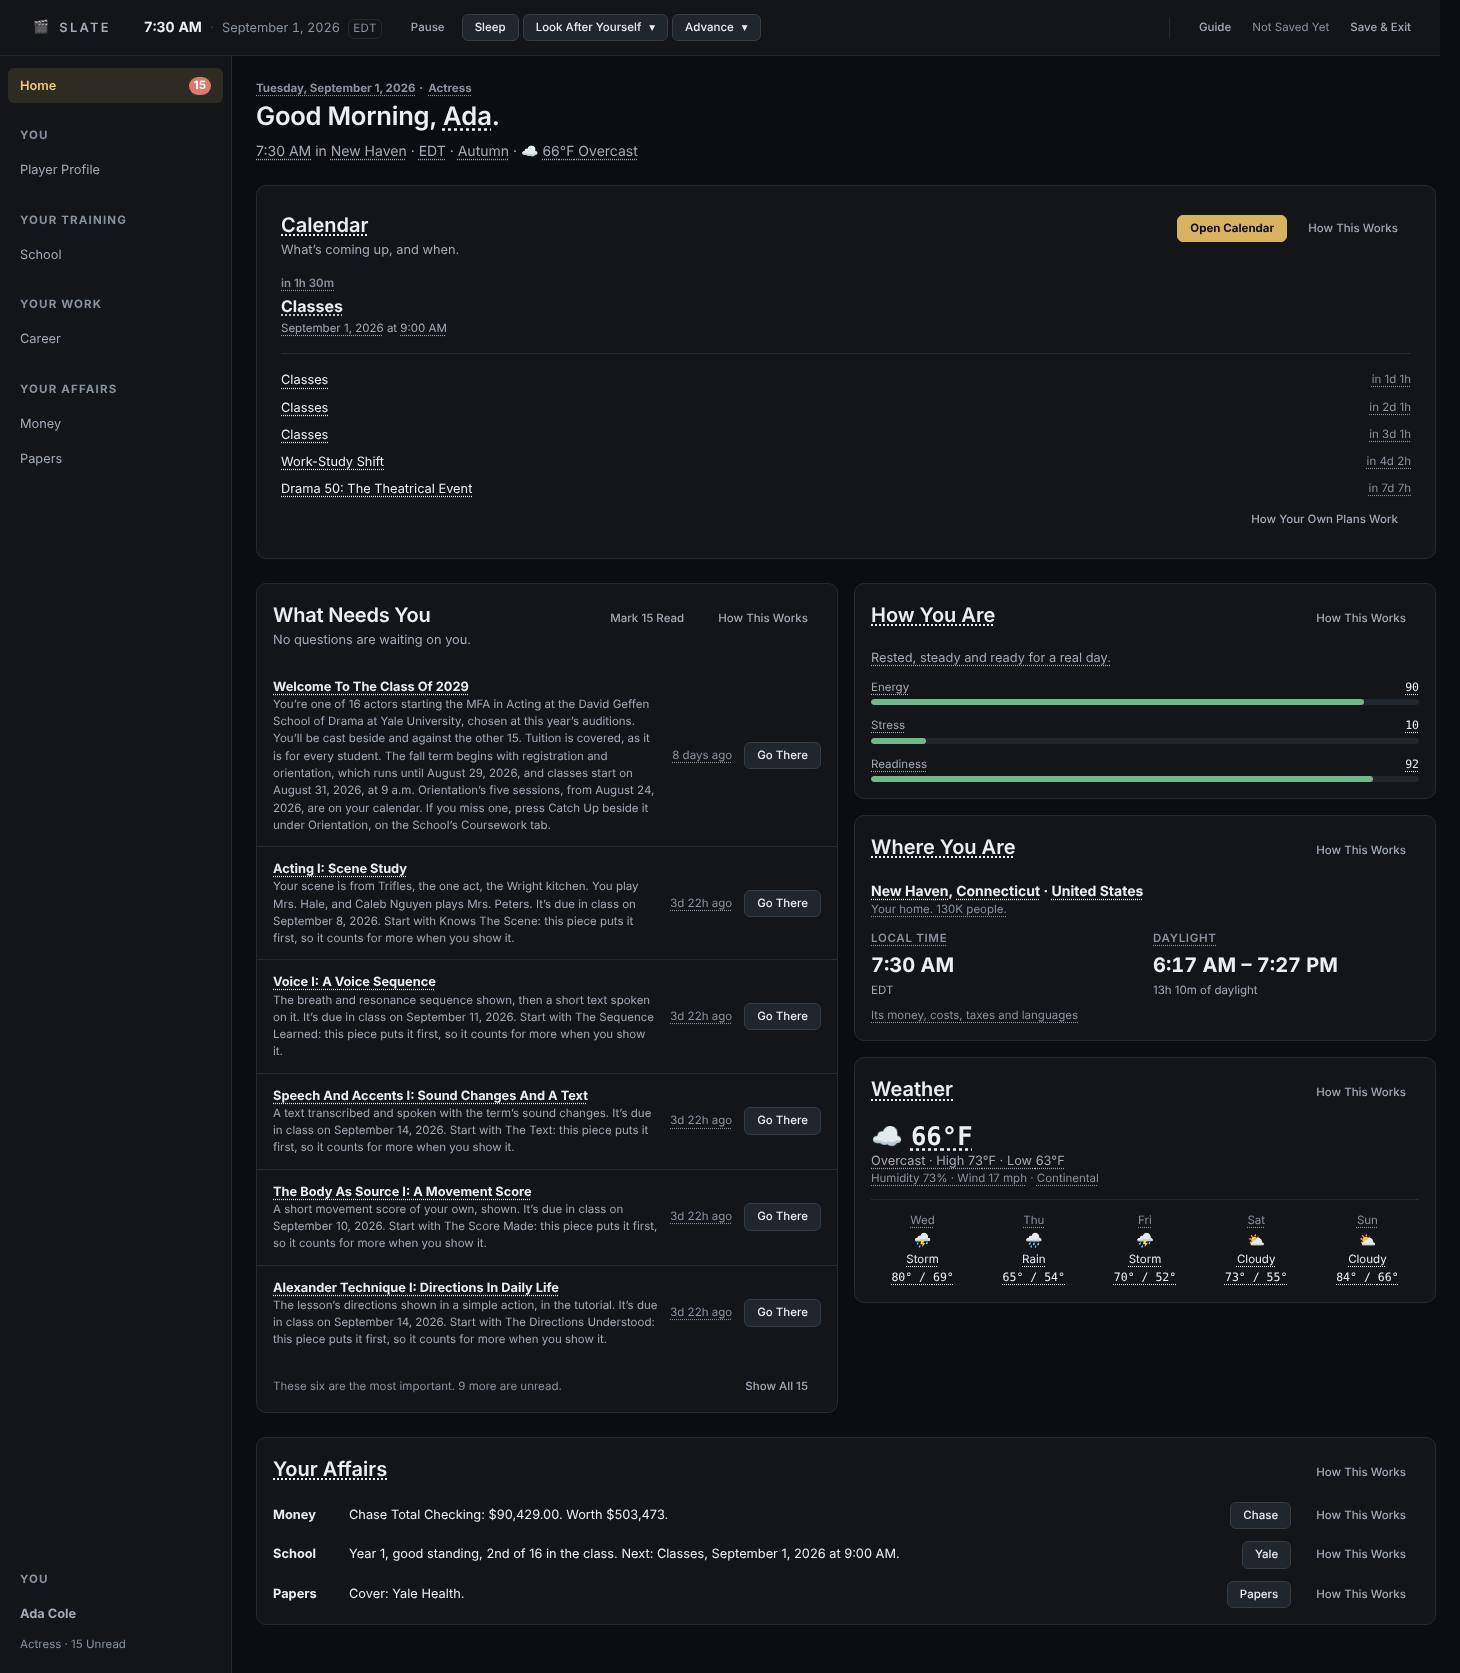 🎬 SLATE 7:30 AM · September 1, 2026 EDT Pause Sleep Look After Yourself ▾ Advance ▾ Guide Not Saved Yet Save & Exit
Home 15
YOU
Player Profile
YOUR TRAINING
School
YOUR WORK
Career
YOUR AFFAIRS
Money
Papers
YOU
Ada Cole
Actress · 15 Unread
Tuesday, September 1, 2026 · Actress
Good Morning, Ada.
7:30 AM in New Haven · EDT · Autumn · ☁️ 66°F Overcast
Calendar Open Calendar How This Works
What's coming up, and when.
in 1h 30m
Classes
September 1, 2026 at 9:00 AM
Classes in 1d 1h
Classes in 2d 1h
Classes in 3d 1h
Work-Study Shift in 4d 2h
Drama 50: The Theatrical Event in 7d 7h
How Your Own Plans Work
What Needs You Mark 15 Read How This Works
No questions are waiting on you.
Welcome To The Class Of 2029
You're one of 16 actors starting the MFA in Acting at the David Geffen
School of Drama at Yale University, chosen at this year's auditions.
You'll be cast beside and against the other 15. Tuition is covered, as it
is for every student. The fall term begins with registration and
orientation, which runs until August 29, 2026, and classes start on
August 31, 2026, at 9 a.m. Orientation's five sessions, from August 24,
2026, are on your calendar. If you miss one, press Catch Up beside it
under Orientation, on the School's Coursework tab.
8 days ago Go There
Acting I: Scene Study
Your scene is from Trifles, the one act, the Wright kitchen. You play
Mrs. Hale, and Caleb Nguyen plays Mrs. Peters. It's due in class on
September 8, 2026. Start with Knows The Scene: this piece puts it
first, so it counts for more when you show it.
3d 22h ago Go There
Voice I: A Voice Sequence
The breath and resonance sequence shown, then a short text spoken
on it. It's due in class on September 11, 2026. Start with The Sequence
Learned: this piece puts it first, so it counts for more when you show
it.
3d 22h ago Go There
Speech And Accents I: Sound Changes And A Text
A text transcribed and spoken with the term's sound changes. It's due
in class on September 14, 2026. Start with The Text: this piece puts it
first, so it counts for more when you show it.
3d 22h ago Go There
The Body As Source I: A Movement Score
A short movement score of your own, shown. It's due in class on
September 10, 2026. Start with The Score Made: this piece puts it first,
so it counts for more when you show it.
3d 22h ago Go There
Alexander Technique I: Directions In Daily Life
The lesson's directions shown in a simple action, in the tutorial. It's due
in class on September 14, 2026. Start with The Directions Understood:
this piece puts it first, so it counts for more when you show it.
3d 22h ago Go There
These six are the most important. 9 more are unread. Show All 15
How You Are How This Works
Rested, steady and ready for a real day.
Energy 90
Stress 10
Readiness 92
Where You Are How This Works
New Haven, Connecticut · United States
Your home. 130K people.
LOCAL TIME DAYLIGHT
7:30 AM 6:17 AM – 7:27 PM
EDT 13h 10m of daylight
Its money, costs, taxes and languages
Weather How This Works
☁️ 66°F
Overcast · High 73°F · Low 63°F
Humidity 73% · Wind 17 mph · Continental
Wed Thu Fri Sat Sun
Storm Rain Storm Cloudy Cloudy
80° / 69° 65° / 54° 70° / 52° 73° / 55° 84° / 66°
Your Affairs How This Works
Money Chase Total Checking: $90,429.00. Worth $503,473. Chase How This Works
School Year 1, good standing, 2nd of 16 in the class. Next: Classes, September 1, 2026 at 9:00 AM. Yale How This Works
Papers Cover: Yale Health. Papers How This Works